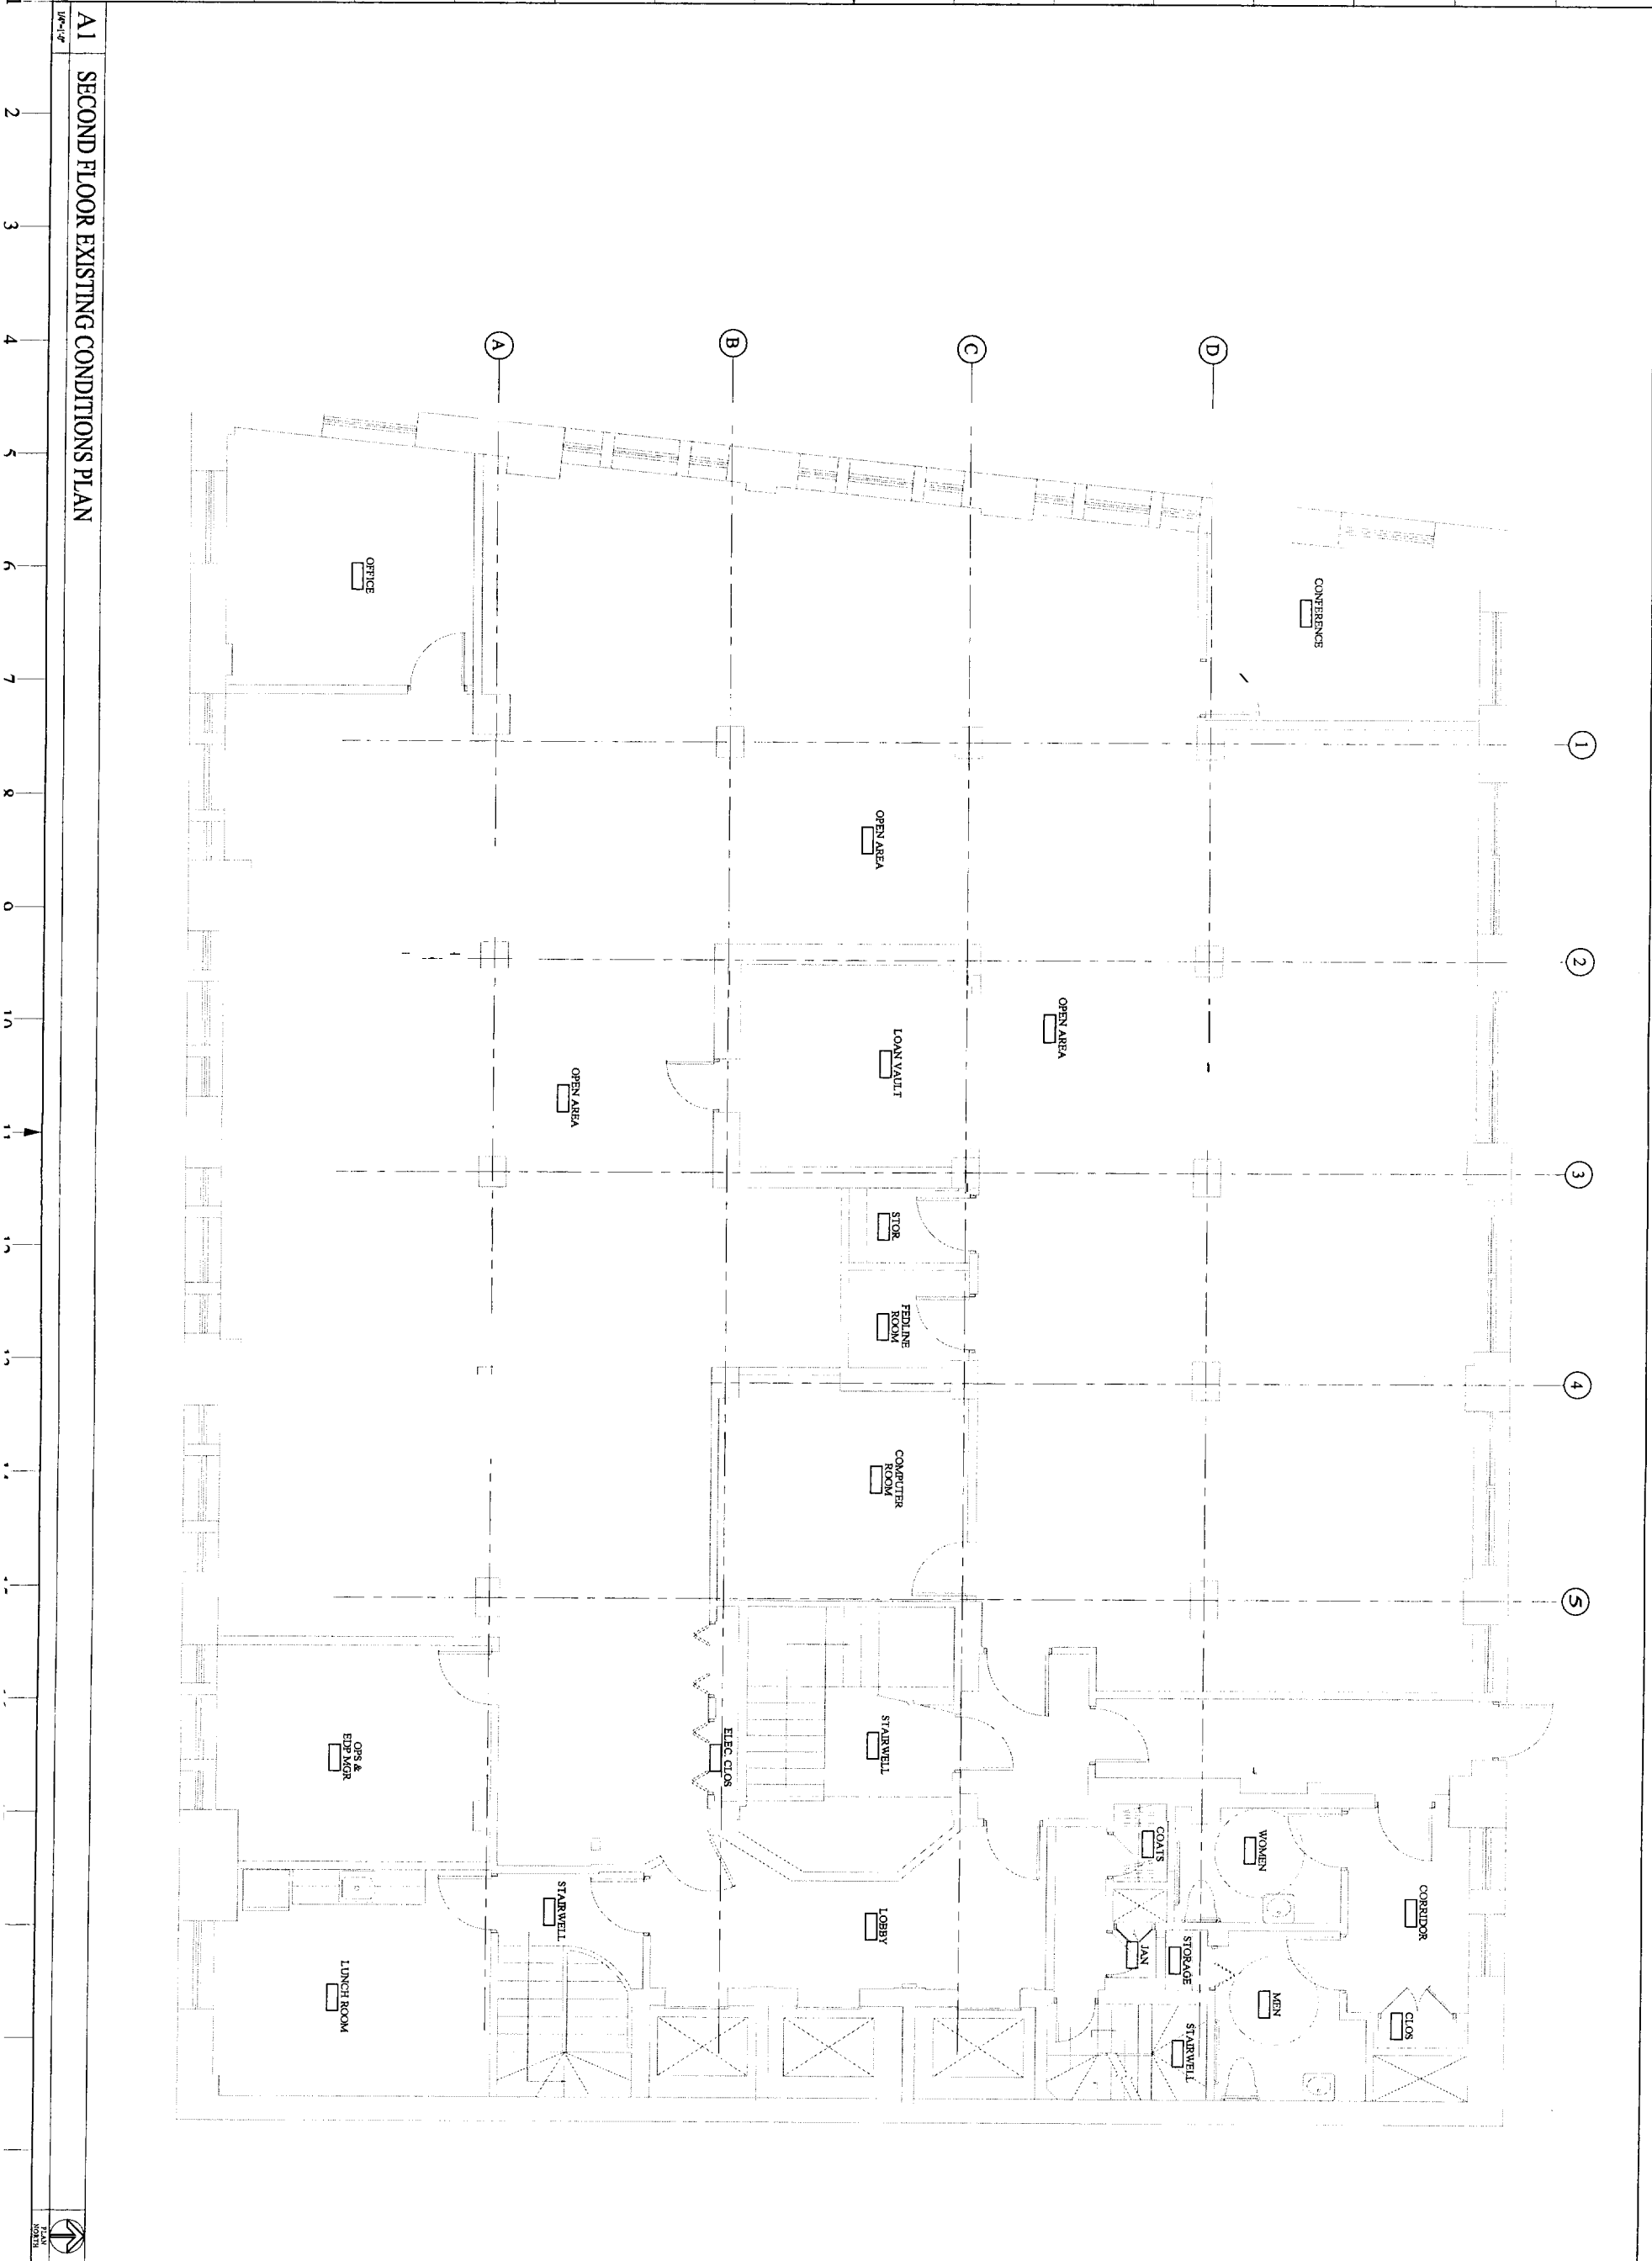 A1 SECOND FLOOR EXISTING CONDITIONS PLAN
1/4"=1'-0"
1
2
3
4
5
A
B
C
D
CONFERENCE
OFFICE
OPEN AREA
OPEN AREA
OPEN AREA
LOAN VAULT
STOR.
FEDLINE
ROOM
COMPUTER
ROOM
STAIRWELL
ELEC. CLOS
OPS &
EDP MGR
COATS
WOMEN
CORRIDOR
STAIRWELL
LOBBY
JAN
STORAGE
MEN
CLOS
STAIRWELL
LUNCH ROOM
2
3
4
5
6
7
8
9
10
11
PLAN
NORTH